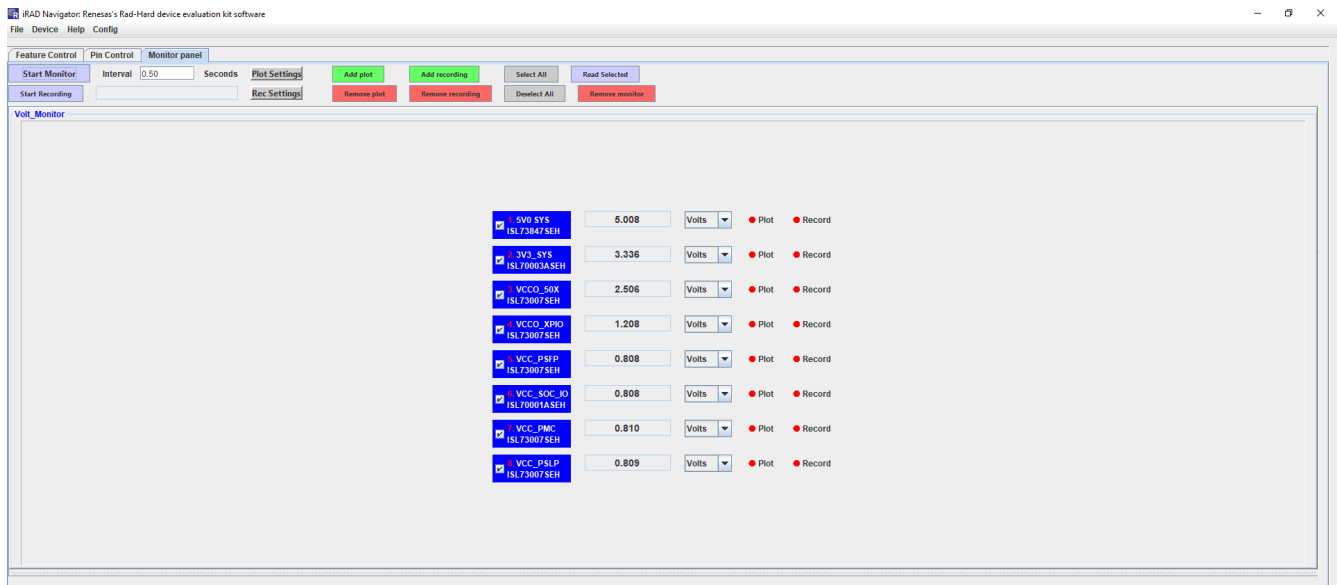 iRAD Navigator: Renesas's Rad-Hard device evaluation kit software
File Device Help Config
Feature Control Pin Control Monitor panel
Start Monitor Interval 0.50 Seconds Plot Settings Add plot Add recording Select All Read Selected
Start Recording Rec Settings Remove plot Remove recording Deselect All Remove monitor
Volt_Monitor
1. 5V0 SYS
ISL73847SEH
5.008 Volts Plot Record
2. 3V3_SYS
ISL70003ASEH
3.336 Volts Plot Record
3. VCCO_50X
ISL73007SEH
2.506 Volts Plot Record
4. VCCO_XPIO
ISL73007SEH
1.208 Volts Plot Record
5. VCC_PSFP
ISL73007SEH
0.808 Volts Plot Record
6. VCC_SOC_IO
ISL70001ASEH
0.808 Volts Plot Record
7. VCC_PMC
ISL73007SEH
0.810 Volts Plot Record
8. VCC_PSLP
ISL73007SEH
0.809 Volts Plot Record